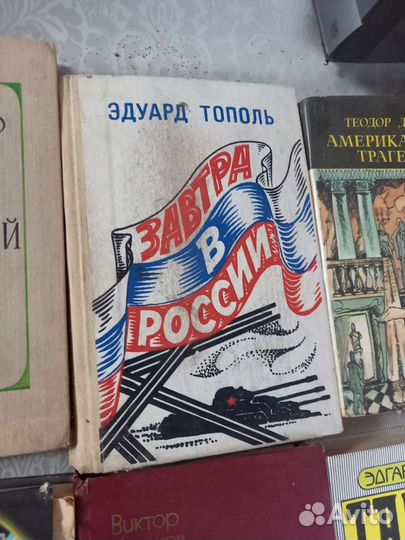 ЭДУАРД ТОПОЛЬ
ЗАВТРА
В
РОССИИ
ТЕОДОР Д
АМЕРИКА
ТРАГЕ
Й
Виктор
ЭДГАР
Avito